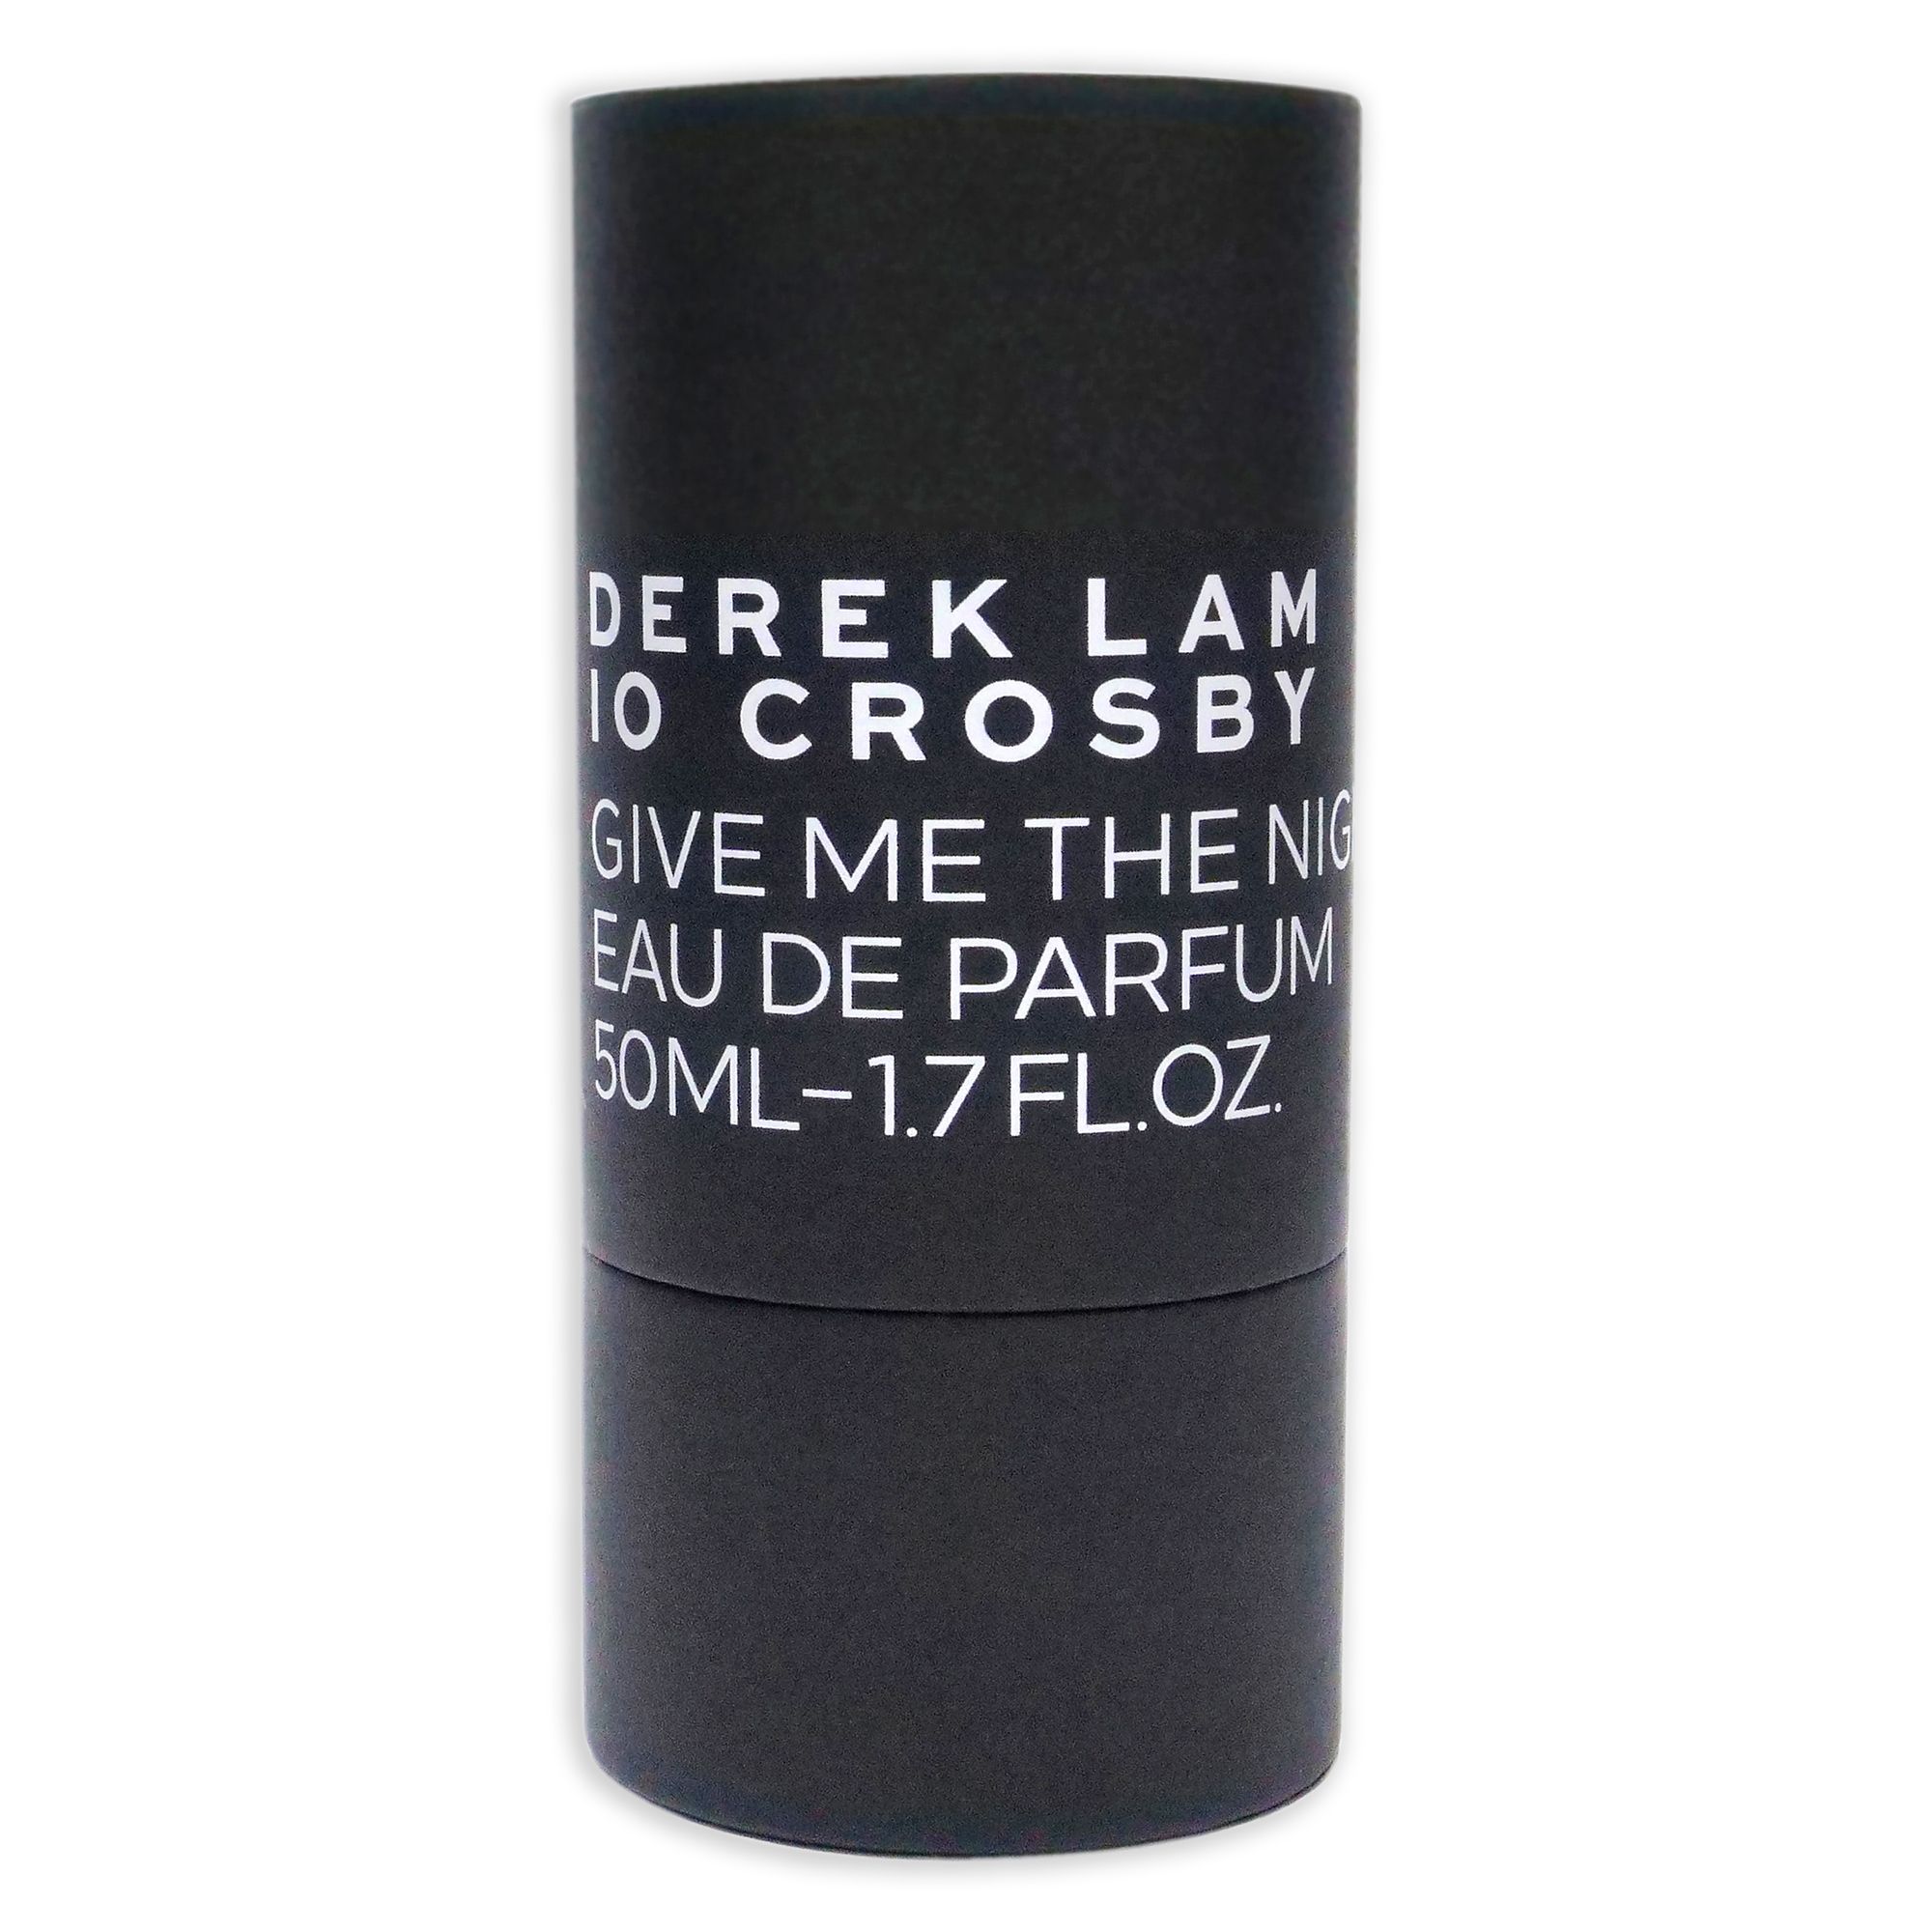 DEREK LAM
10 CROSBY
GIVE ME THE NIG
EAU DE PARFUM
50ML-1.7 FL.OZ.